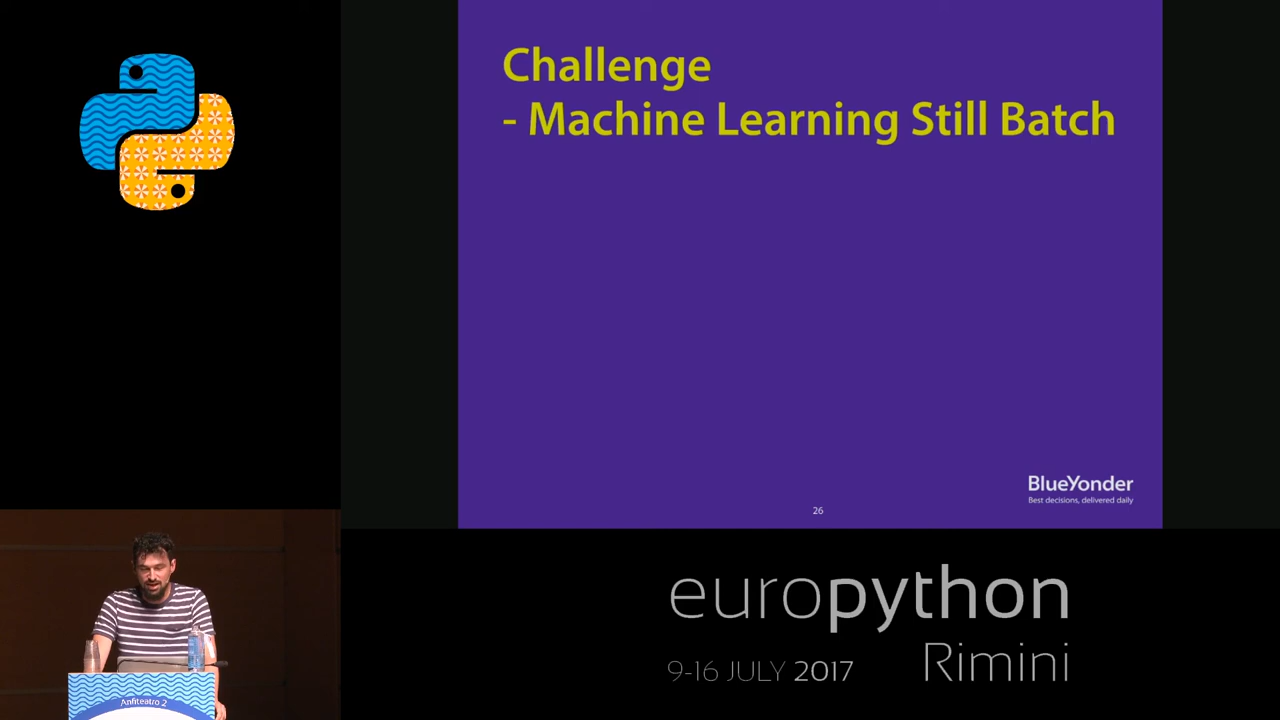 Challenge
- Machine Learning Still Batch
BlueYonder
Best decisions, delivered daily
26
europython
9-16 JULY 2017
Rimini
Anfiteatro 2